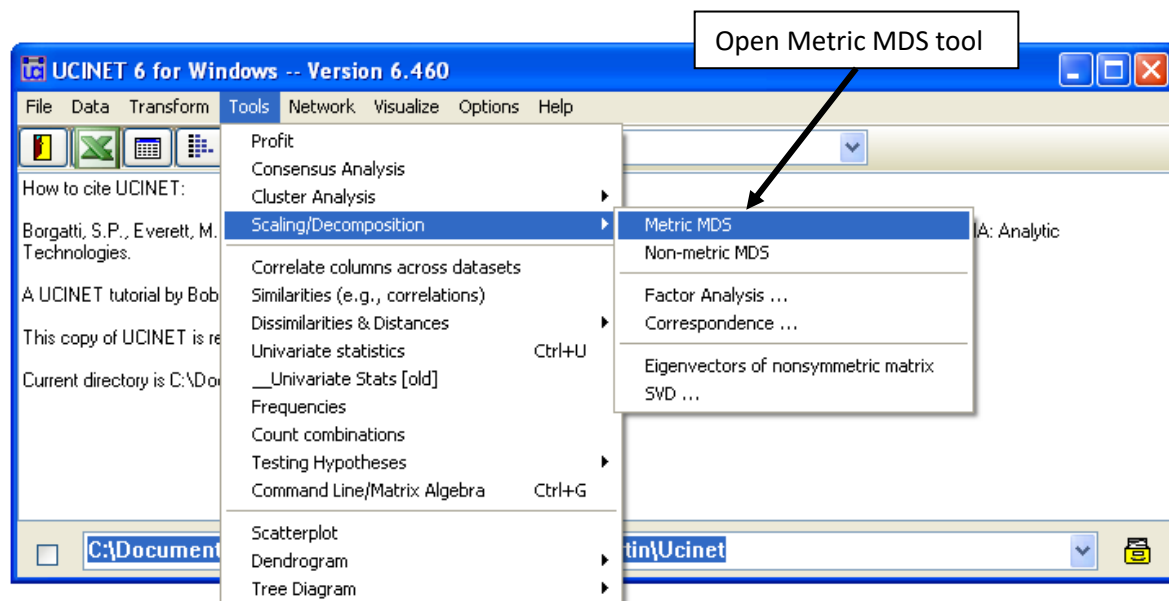 Open Metric MDS tool
UCINET 6 for Windows -- Version 6.460
File Data Transform Tools Network Visualize Options Help
How to cite UCINET:
Borgatti, S.P., Everett, M. IA: Analytic
Technologies.
A UCINET tutorial by Bob
This copy of UCINET is re
Current directory is C:\Do
Profit
Consensus Analysis
Cluster Analysis
Scaling/Decomposition
Correlate columns across datasets
Similarities (e.g., correlations)
Dissimilarities & Distances
Univariate statistics Ctrl+U
__Univariate Stats [old]
Frequencies
Count combinations
Testing Hypotheses
Command Line/Matrix Algebra Ctrl+G
Scatterplot
Dendrogram
Tree Diagram
Metric MDS
Non-metric MDS
Factor Analysis ...
Correspondence ...
Eigenvectors of nonsymmetric matrix
SVD ...
C:\Document tin\Ucinet